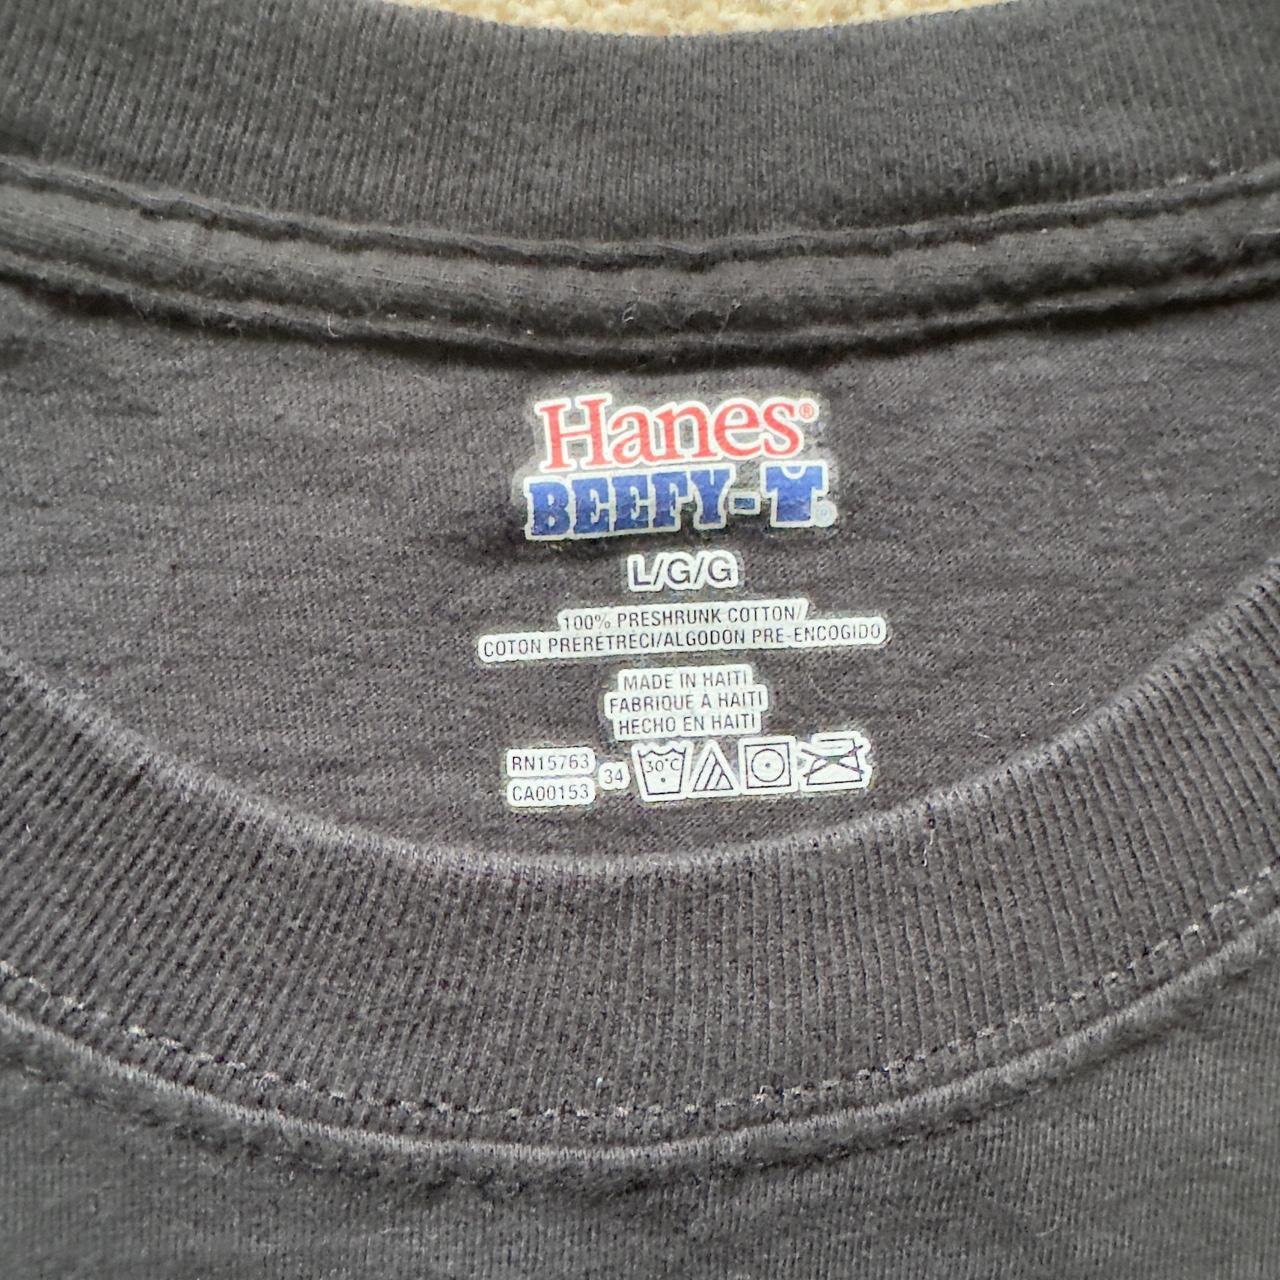 Hanes®
BEEFY-T®
L/G/G
100% PRESHRUNK COTTON/
COTON PRERETRECI/ALGODON PRE-ENCOGIDO
MADE IN HAITI
FABRIQUE A HAITI
HECHO EN HAITI
RN15763
CA00153
34
30°C